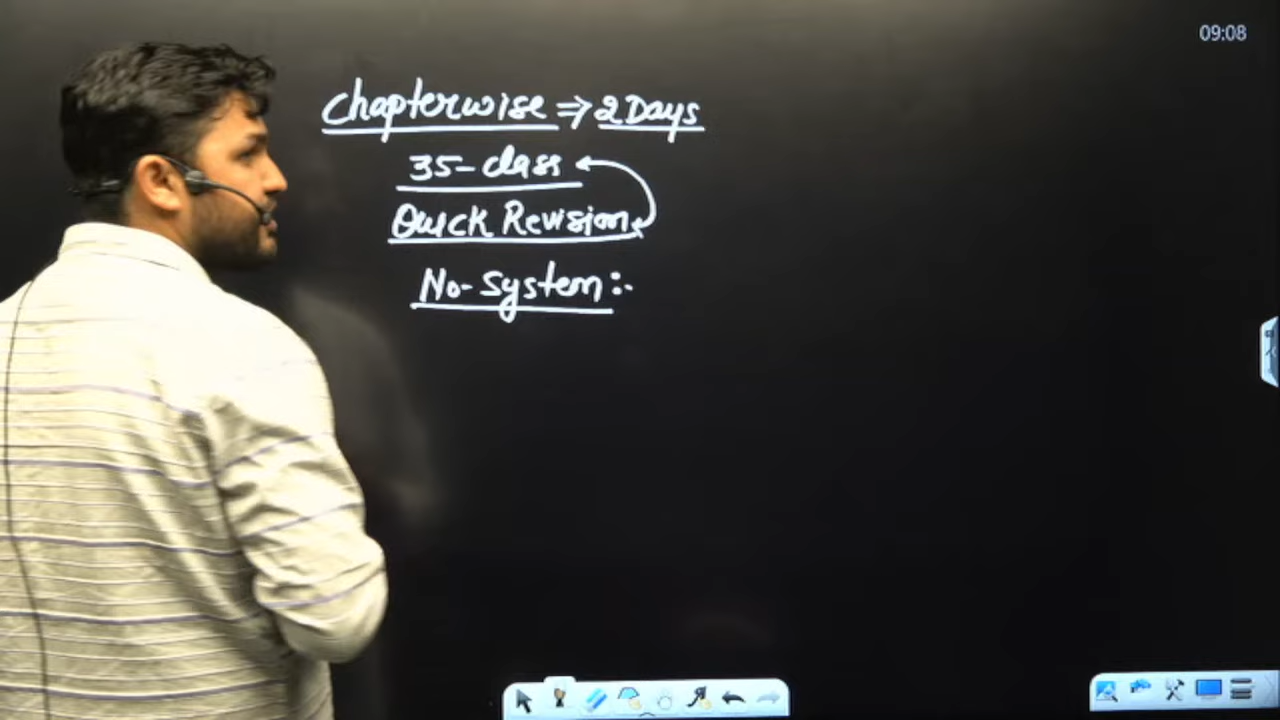 09:08
Chapterwise ⇒ 2 Days
35-class
Quick Revision
No-System:-